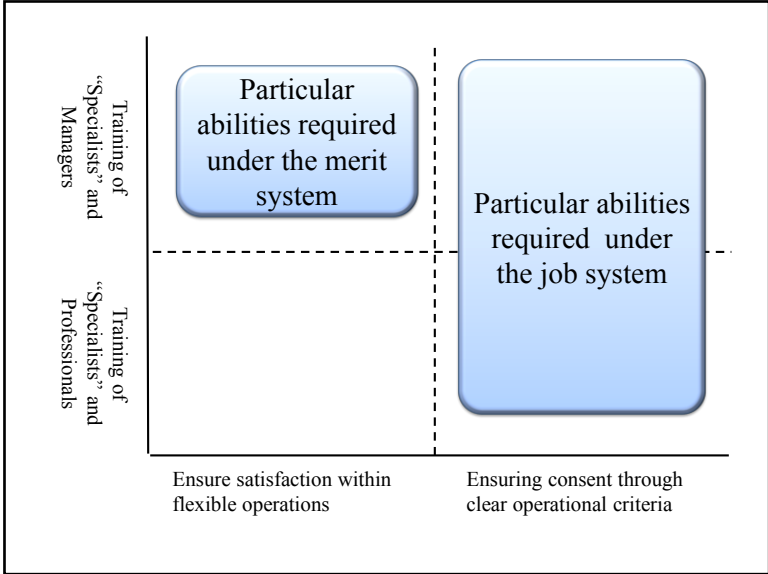 Training of
“Specialists” and
Managers
Particular
abilities required
under the merit
system
Particular abilities
required under
the job system
Training of
“Specialists” and
Professionals
Ensure satisfaction within
flexible operations
Ensuring consent through
clear operational criteria